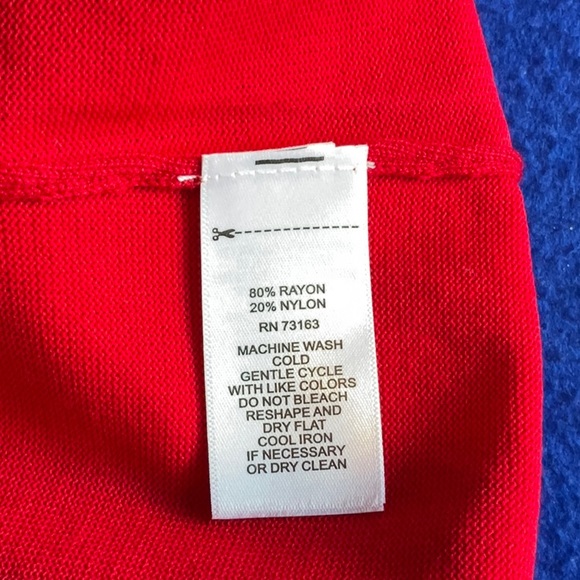 80% RAYON
20% NYLON
RN 73163
MACHINE WASH
COLD
GENTLE CYCLE
WITH LIKE COLORS
DO NOT BLEACH
RESHAPE AND
DRY FLAT
COOL IRON
IF NECESSARY
OR DRY CLEAN